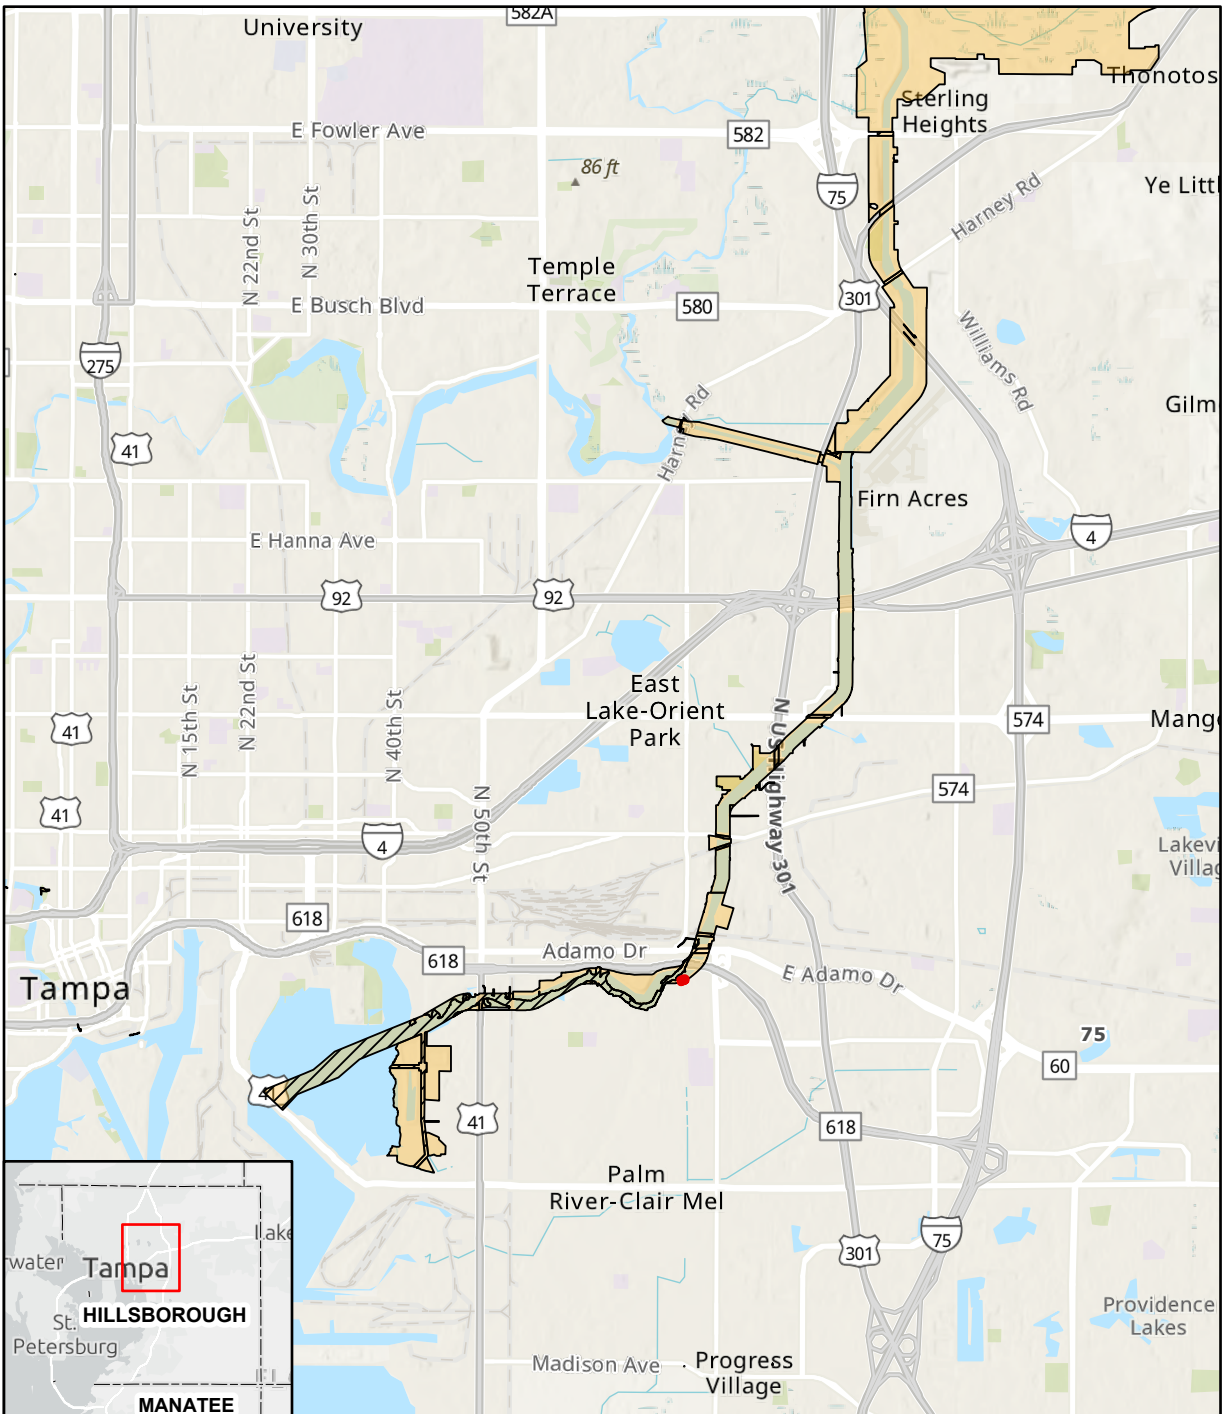 582A
University
Thonotos
Sterling
Heights
E Fowler Ave
582
86 ft
75
Ye Littl
Harney Rd
N 22nd St
N 30th St
Temple
Terrace
E Busch Blvd
580
301
275
Williams Rd
Harney Rd
Gilm
41
Firn Acres
E Hanna Ave
4
92
92
East
Lake-Orient
Park
N 15th St
N 22nd St
N 40th St
41
574
Mango
N US Highway 301
574
41
N 50th St
4
Lakevi
Villag
618
Adamo Dr
618
E Adamo Dr
Tampa
75
60
4
41
618
Palm
River-Clair Mel
75
301
Lake
rwater
Tampa
HILLSBOROUGH
St.
Petersburg
MANATEE
Providence
Lakes
Madison Ave
Progress
Village